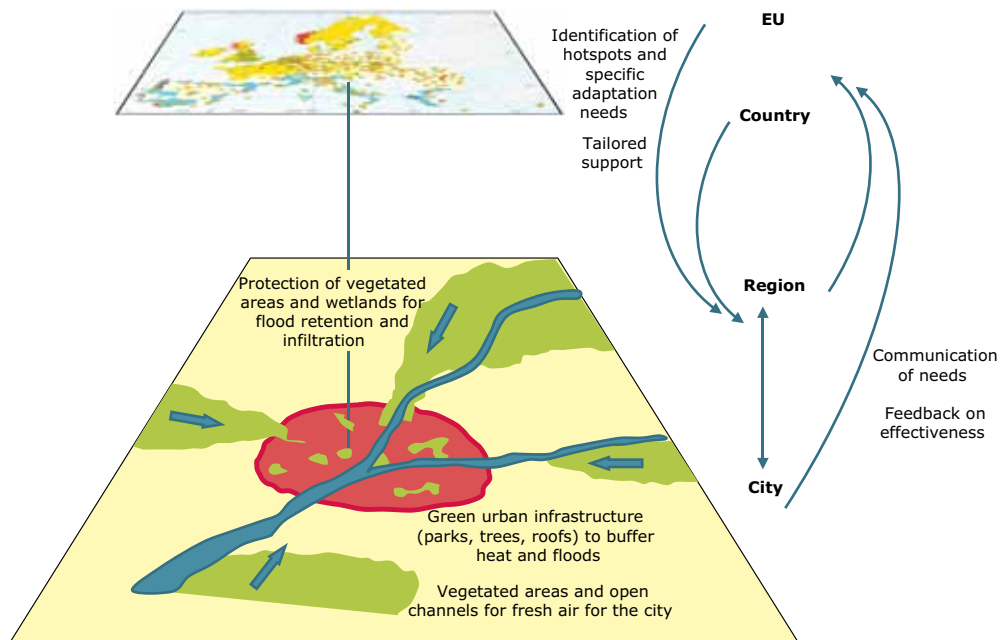 EU
Identification of
hotspots and
specific
adaptation
needs
Tailored
support
Country
Region
Communication
of needs
Feedback on
effectiveness
City
Protection of vegetated
areas and wetlands for
flood retention and
infiltration
Green urban infrastructure
(parks, trees, roofs) to buffer
heat and floods
Vegetated areas and open
channels for fresh air for the city